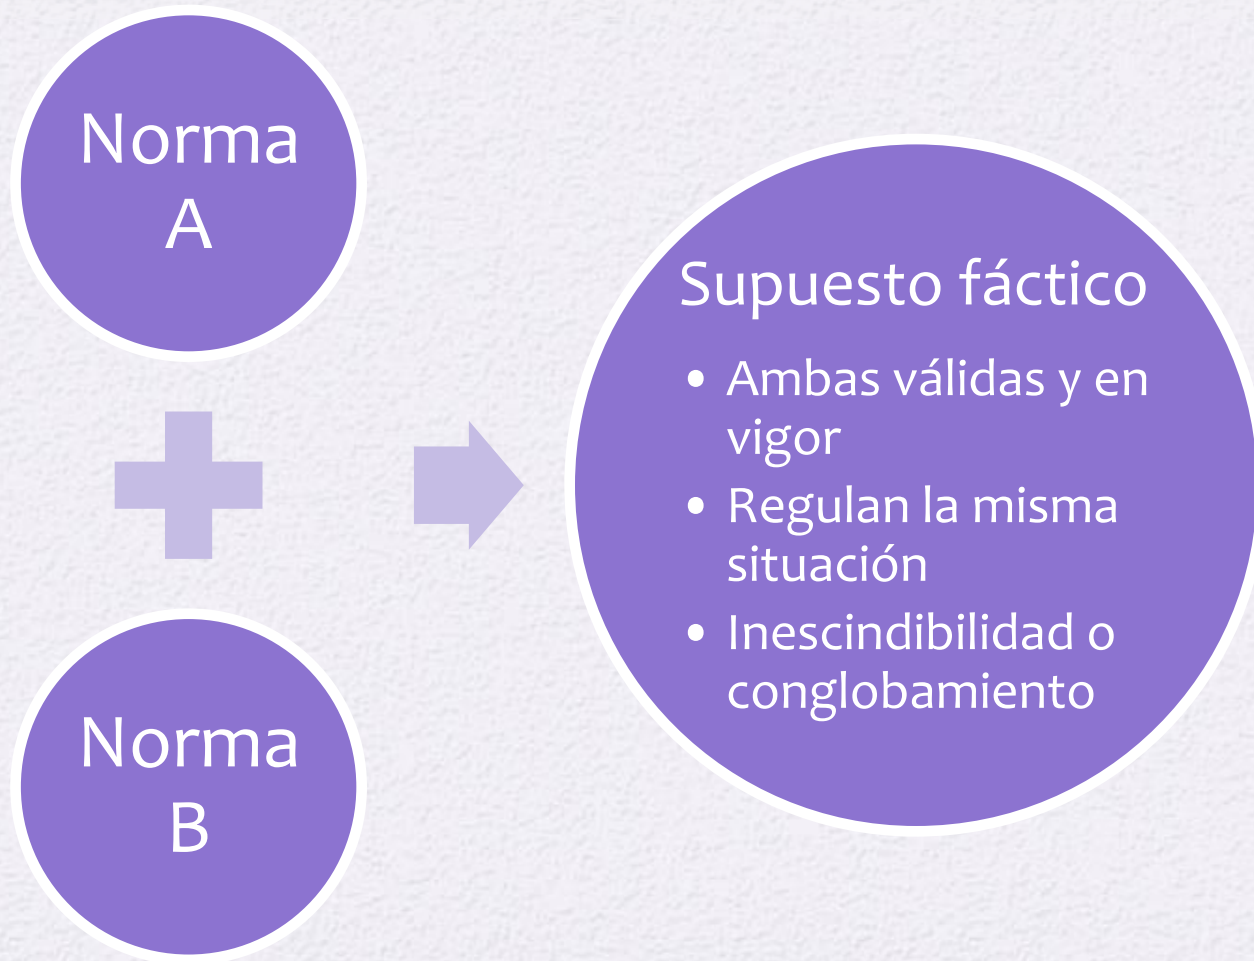 Norma
A
Norma
B
Supuesto fáctico
• Ambas válidas y en
vigor
• Regulan la misma
situación
• Inescindibilidad o
conglobamiento